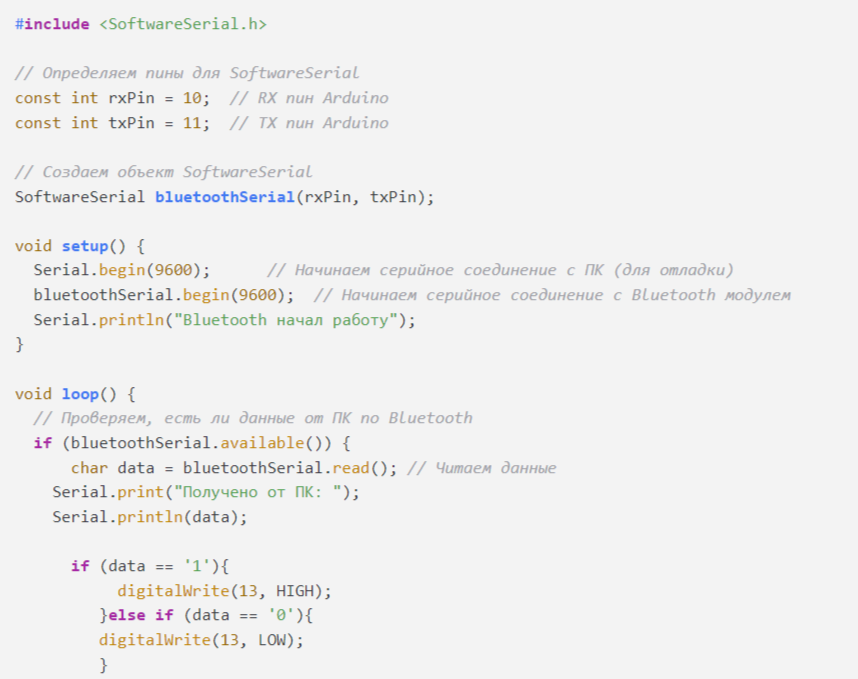 #include <SoftwareSerial.h>
// Определяем пины для SoftwareSerial
const int rxPin = 10;  // RX пин Arduino
const int txPin = 11;  // TX пин Arduino
// Создаем объект SoftwareSerial
SoftwareSerial bluetoothSerial(rxPin, txPin);
void setup() {
  Serial.begin(9600);      // Начинаем серийное соединение с ПК (для отладки)
  bluetoothSerial.begin(9600);  // Начинаем серийное соединение с Bluetooth модулем
  Serial.println("Bluetooth начал работу");
}
void loop() {
  // Проверяем, есть ли данные от ПК по Bluetooth
  if (bluetoothSerial.available()) {
      char data = bluetoothSerial.read(); // Читаем данные
    Serial.print("Получено от ПК: ");
    Serial.println(data);
      if (data == '1'){
           digitalWrite(13, HIGH);
         }else if (data == '0'){
         digitalWrite(13, LOW);
         }